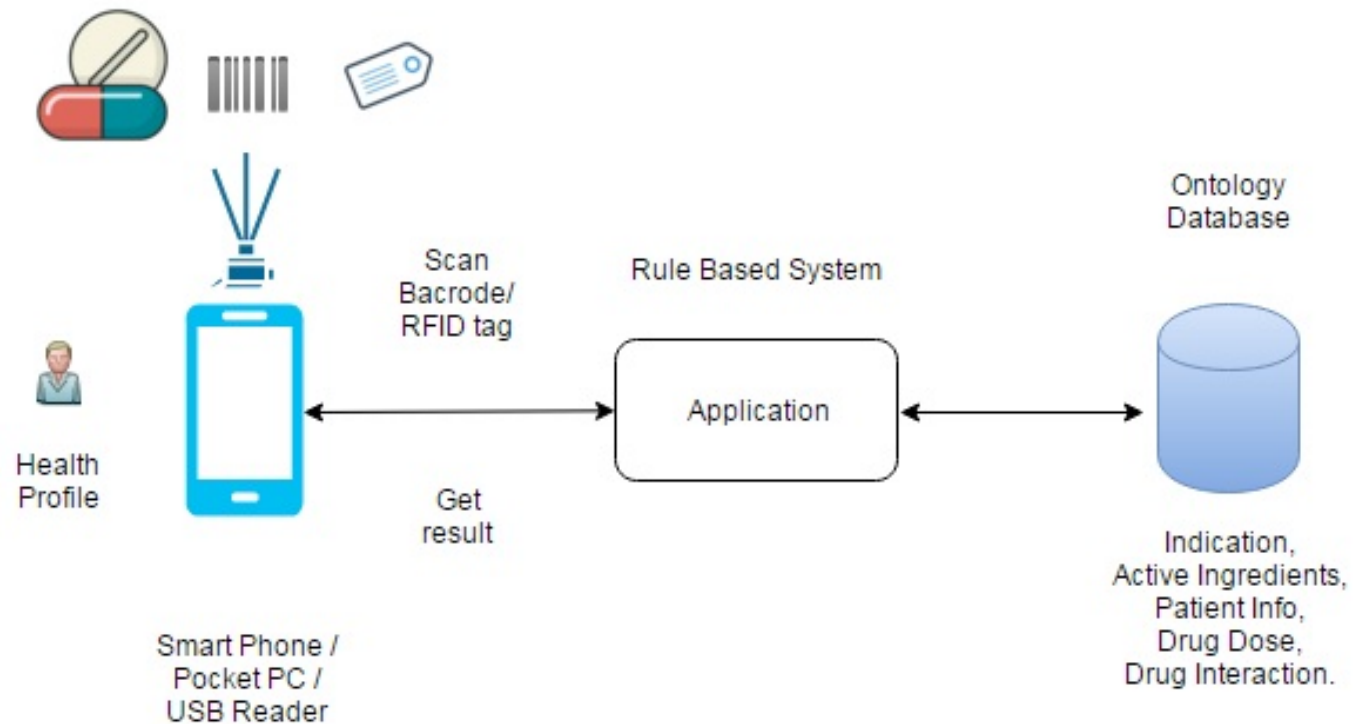 Ontology
Database
Scan
Bacrode/
RFID tag
Rule Based System
Application
Health
Profile
Get
result
Indication,
Active Ingredients,
Patient Info,
Drug Dose,
Drug Interaction.
Smart Phone /
Pocket PC /
USB Reader